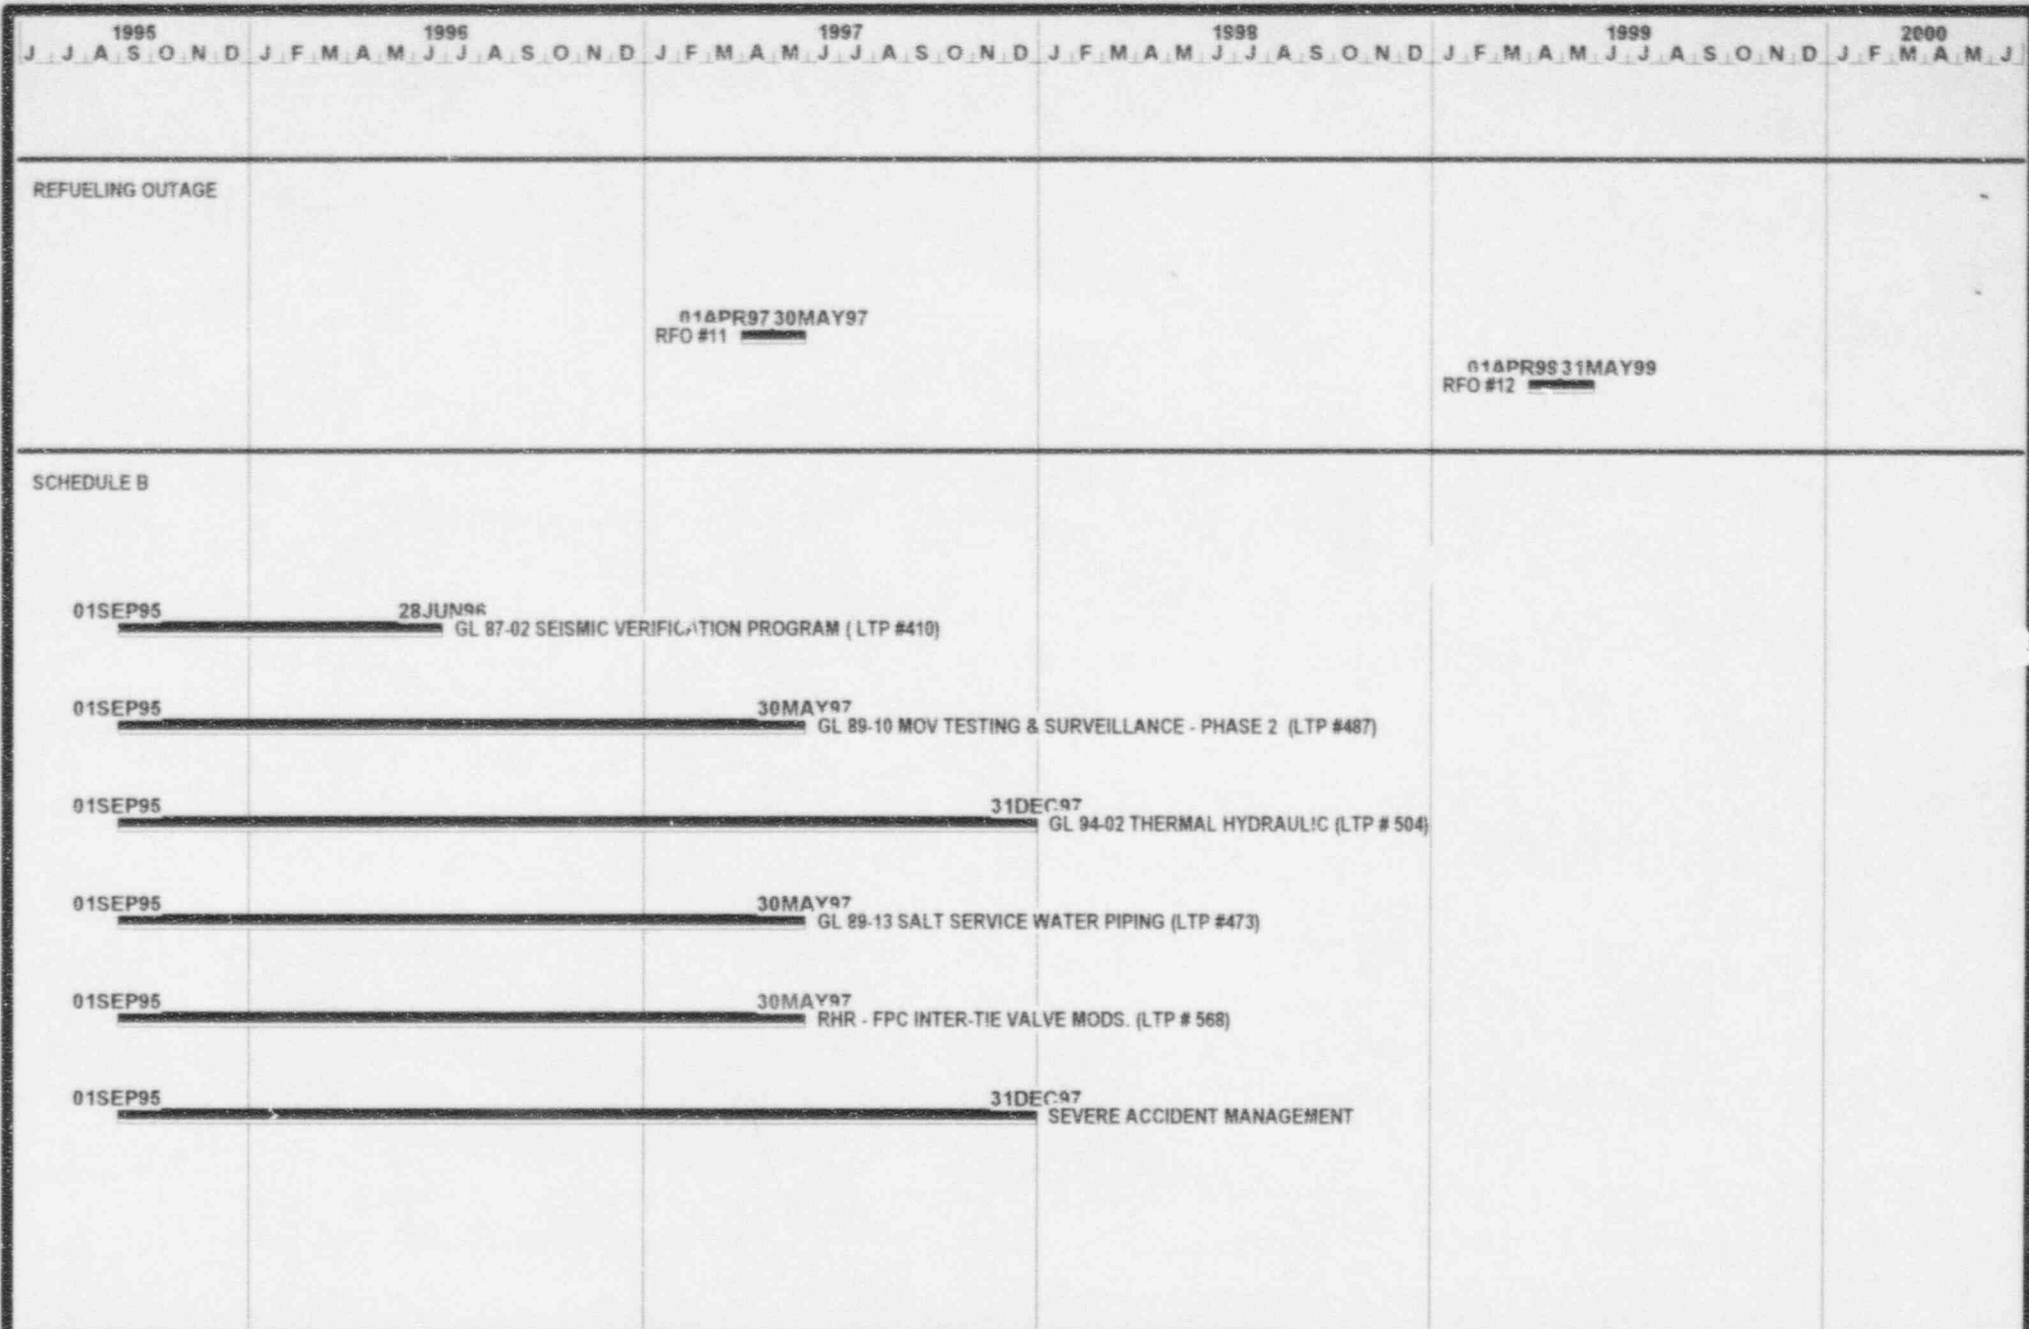 1995 1996 1997 1998 1999 2000
J J A S O N D J F M A M J J A S O N D J F M A M J J A S O N D J F M A M J J A S O N D J F M A M J J A S O N D J F M A M J
REFUELING OUTAGE
01APR97 30MAY97
RFO #11
01APR99 31MAY99
RFO #12
SCHEDULE B
01SEP95 28JUN96
GL 87-02 SEISMIC VERIFICATION PROGRAM ( LTP #410)
01SEP95 30MAY97
GL 89-10 MOV TESTING & SURVEILLANCE - PHASE 2 (LTP #487)
01SEP95 31DEC97
GL 94-02 THERMAL HYDRAULIC (LTP # 504)
01SEP95 30MAY97
GL 89-13 SALT SERVICE WATER PIPING (LTP #473)
01SEP95 30MAY97
RHR - FPC INTER-TIE VALVE MODS. (LTP # 568)
01SEP95 31DEC97
SEVERE ACCIDENT MANAGEMENT